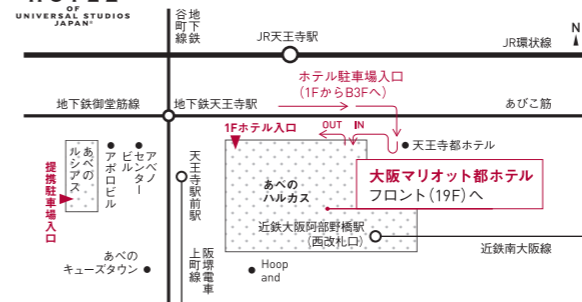 OF
UNIVERSAL STUDIOS
JAPAN®
地下鉄
谷町線
JR天王寺駅
JR環状線
N
ホテル駐車場入口
(1FからB3Fへ)
地下鉄御堂筋線
地下鉄天王寺駅
あびこ筋
1Fホテル入口
OUT
IN
天王寺都ホテル
あべの
ルシアス
アポロビル
アベノ
センター
ビル
提携駐車場入口
天王寺駅前駅
あべの
ハルカス
大阪マリオット都ホテル
フロント(19F)へ
近鉄大阪阿部野橋駅
(西改札口)
近鉄南大阪線
あべの
キューズタウン
阪堺電車
上町線
Hoop
and